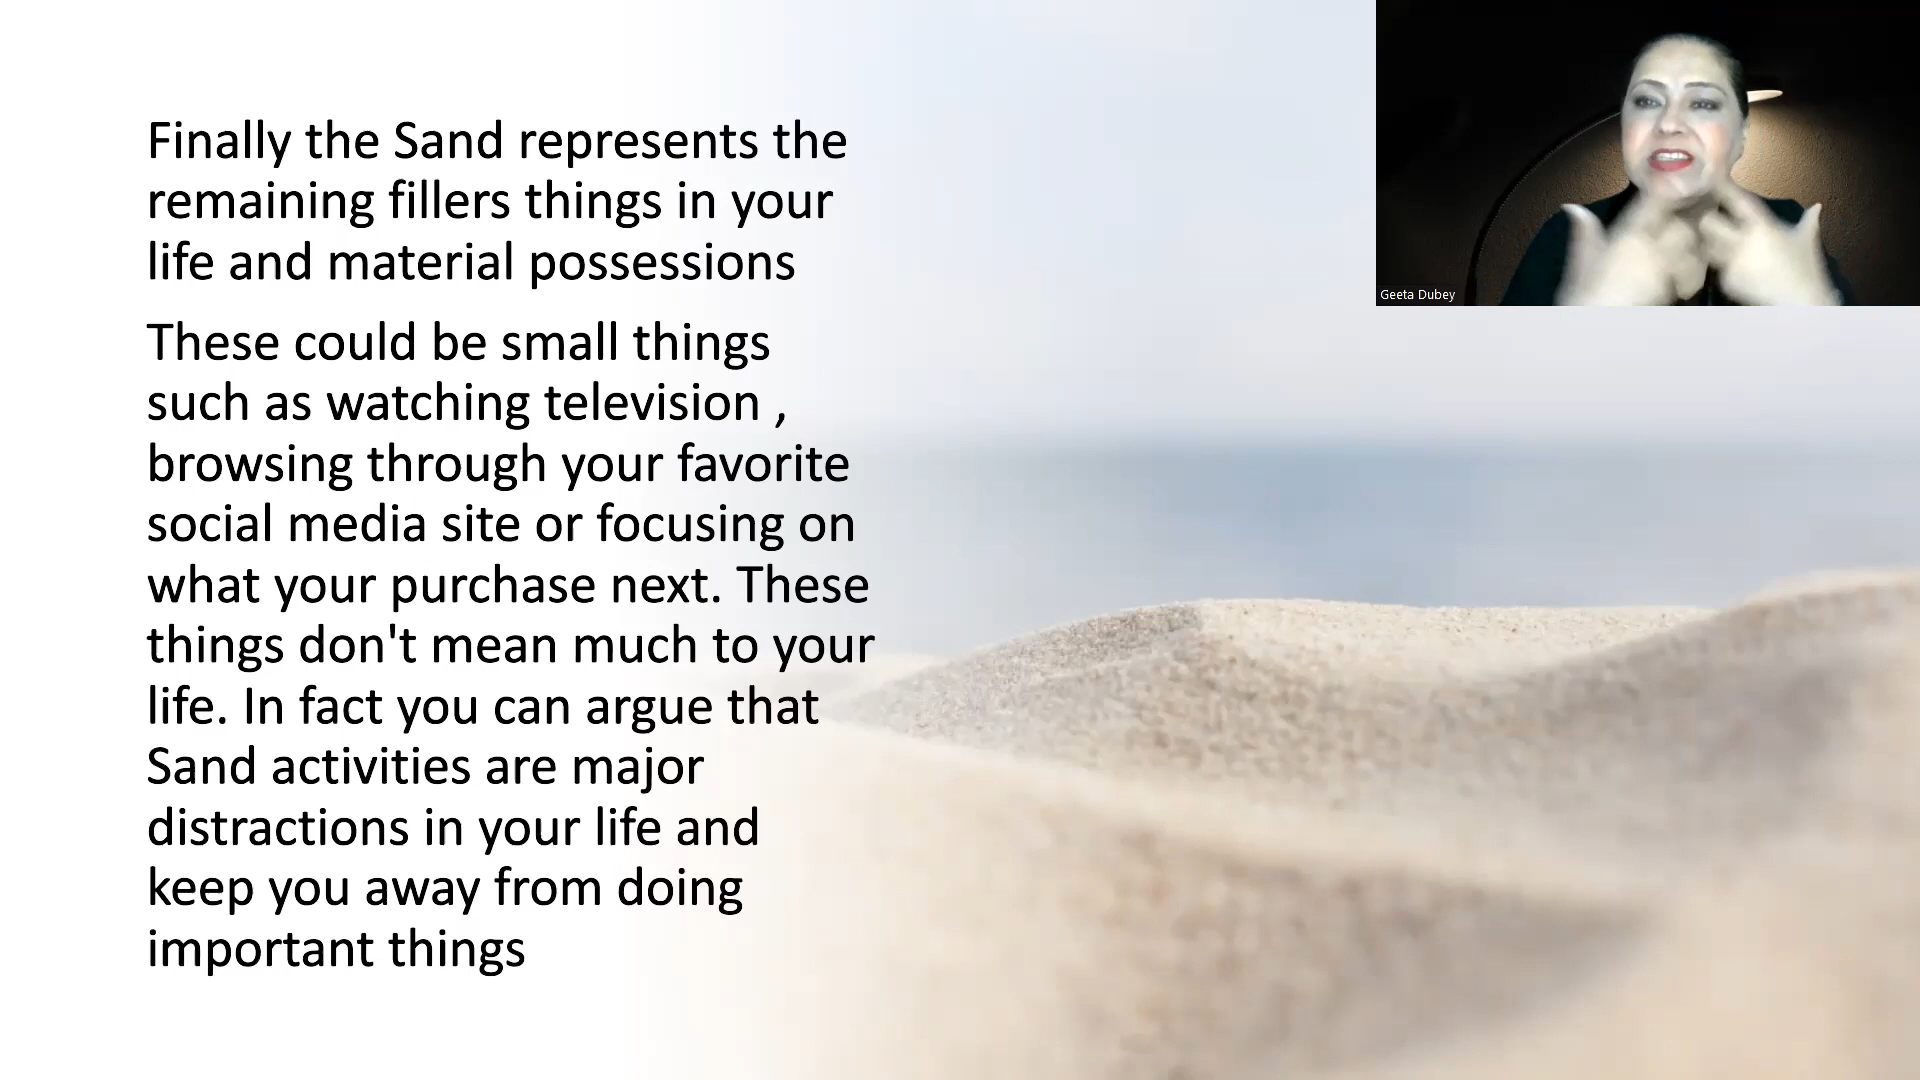 Finally the Sand represents the
remaining fillers things in your
life and material possessions
These could be small things
such as watching television ,
browsing through your favorite
social media site or focusing on
what your purchase next. These
things don't mean much to your
life. In fact you can argue that
Sand activities are major
distractions in your life and
keep you away from doing
important things
Geeta Dubey